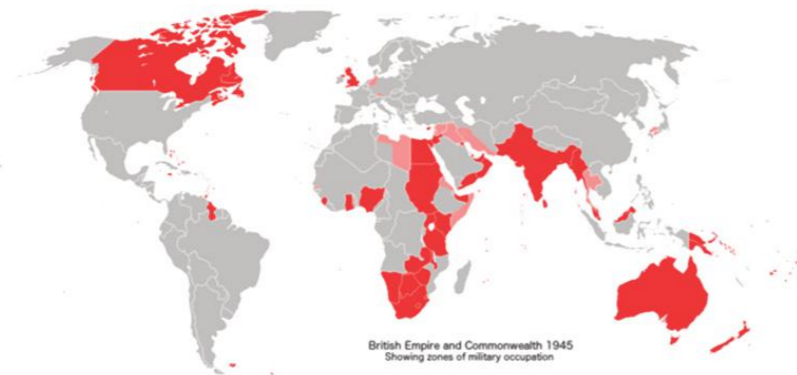 British Empire and Commonwealth 1945
Showing zones of military occupation